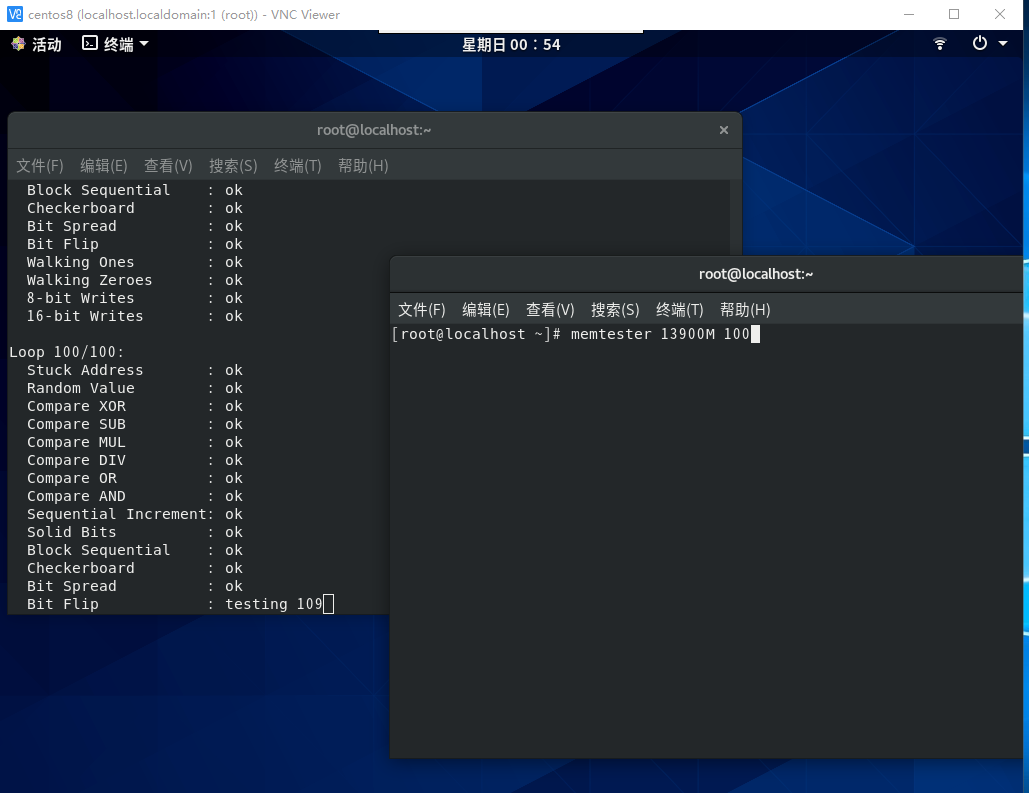 centos8 (localhost.localdomain:1 (root)) - VNC Viewer
活动 终端 星期日 00:54
root@localhost:~
文件(F) 编辑(E) 查看(V) 搜索(S) 终端(T) 帮助(H)
Block Sequential : ok
Checkerboard : ok
Bit Spread : ok
Bit Flip : ok
Walking Ones : ok
Walking Zeroes : ok
8-bit Writes : ok
16-bit Writes : ok
Loop 100/100:
Stuck Address : ok
Random Value : ok
Compare XOR : ok
Compare SUB : ok
Compare MUL : ok
Compare DIV : ok
Compare OR : ok
Compare AND : ok
Sequential Increment: ok
Solid Bits : ok
Block Sequential : ok
Checkerboard : ok
Bit Spread : ok
Bit Flip : testing 109
root@localhost:~
文件(F) 编辑(E) 查看(V) 搜索(S) 终端(T) 帮助(H)
[root@localhost ~]# memtester 13900M 100